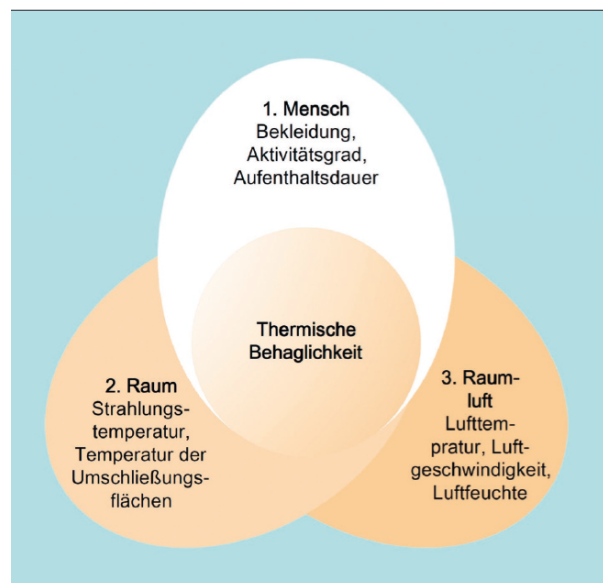 1. Mensch
Bekleidung,
Aktivitätsgrad,
Aufenthaltsdauer
Thermische
Behaglichkeit
2. Raum
Strahlungs-
temperatur,
Temperatur der
Umschließungs-
flächen
3. Raum-
luft
Lufttem-
pratur, Luft-
geschwindigkeit,
Luftfeuchte